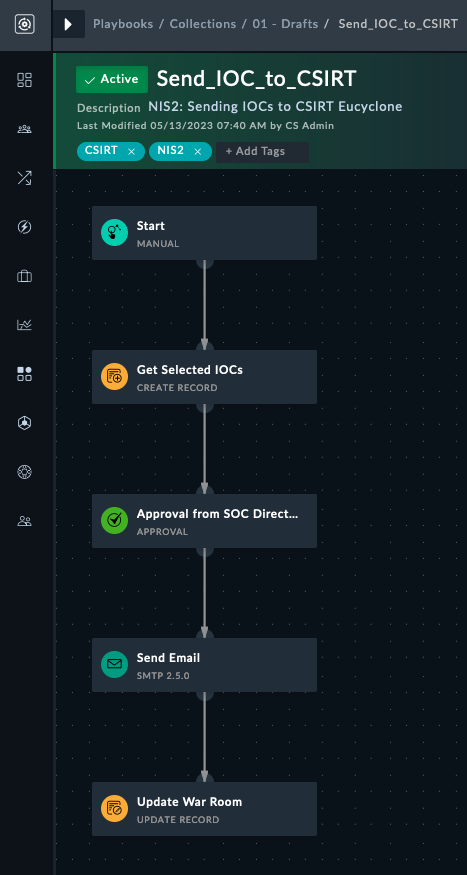 Playbooks / Collections / 01 - Drafts / Send_IOC_to_CSIRT
Active Send_IOC_to_CSIRT
Description NIS2: Sending IOCs to CSIRT Eucyclone
Last Modified 05/13/2023 07:40 AM by CS Admin
CSIRT × NIS2 × + Add Tags
Start
MANUAL
Get Selected IOCs
CREATE RECORD
Approval from SOC Direct...
APPROVAL
Send Email
SMTP 2.5.0
Update War Room
UPDATE RECORD